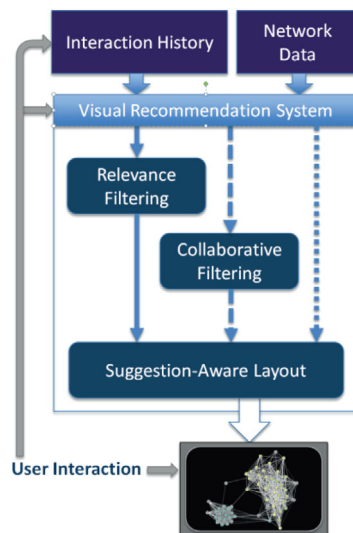 Interaction History
Network
Data
Visual Recommendation System
Relevance
Filtering
Collaborative
Filtering
Suggestion-Aware Layout
User Interaction